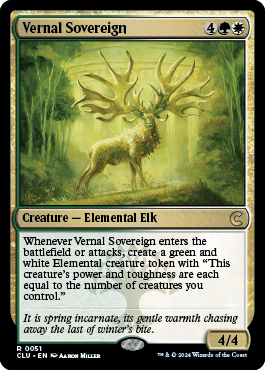 Vernal Sovereign 4
Creature — Elemental Elk
Whenever Vernal Sovereign enters the
battlefield or attacks, create a green and
white Elemental creature token with “This
creature’s power and toughness are each
equal to the number of creatures you
control.”
It is spring incarnate, its gentle warmth chasing
away the last of winter’s bite.
4/4
R 0051
CLU • EN AARON MILLER
™ & © 2024 Wizards of the Coast